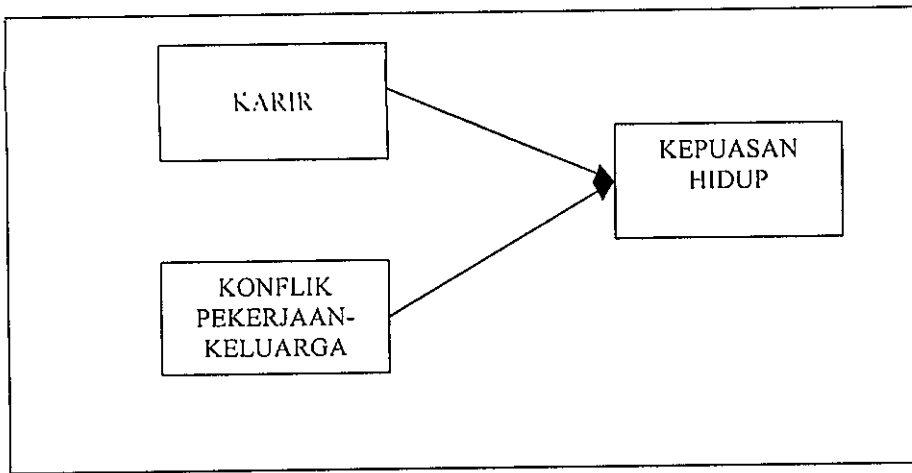 KARIR
KEPUASAN
HIDUP
KONFLIK
PEKERJAAN-
KELUARGA